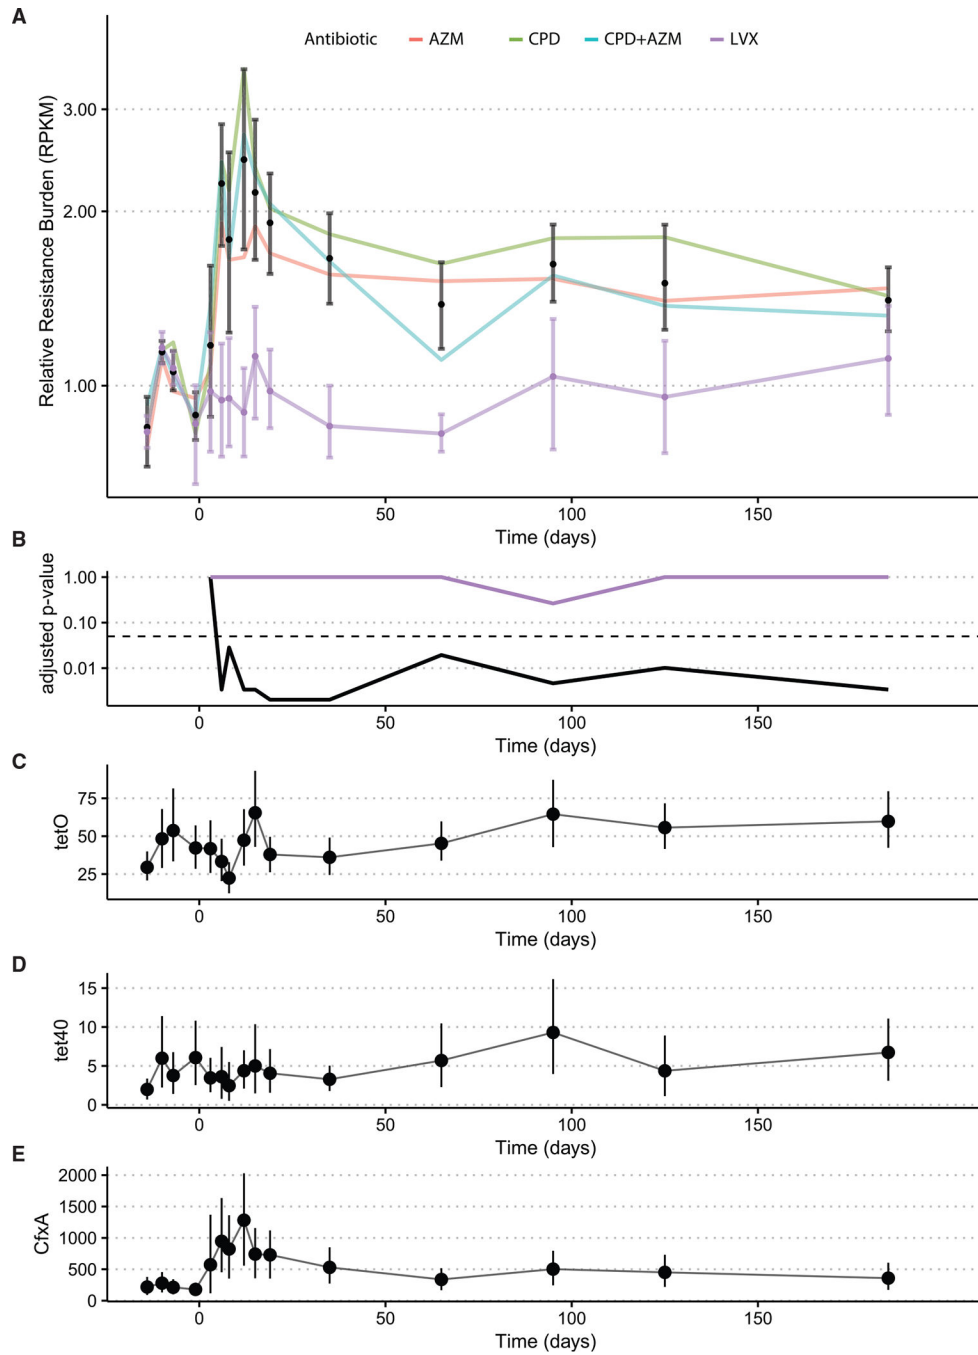 A
Antibiotic AZM CPD CPD+AZM LVX
Relative Resistance Burden (RPKM)
3.00
2.00
1.00
0 50 100 150
Time (days)
B
adjusted p-value
1.00
0.10
0.01
0 50 100 150
Time (days)
C
tetO
75
50
25
0 50 100 150
Time (days)
D
tet40
15
10
5
0
0 50 100 150
Time (days)
E
CfxA
2000
1500
1000
500
0
0 50 100 150
Time (days)